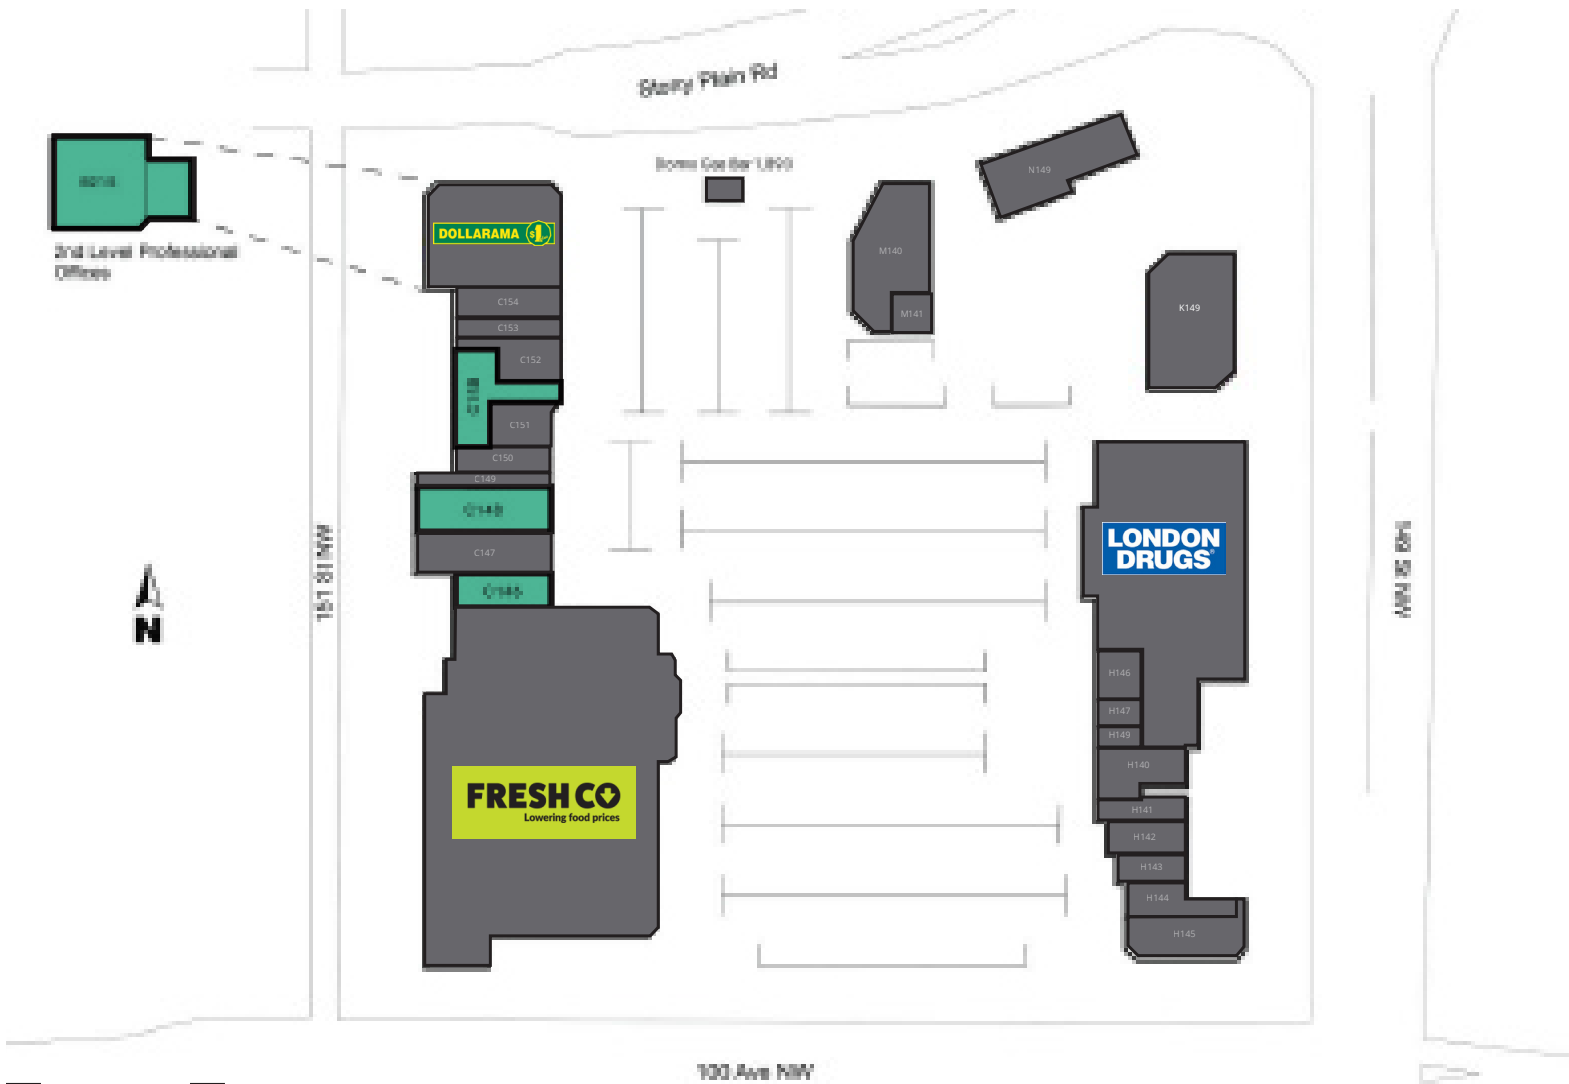 Stony Plain Rd
N149
DOLLARAMA $1
2nd Level Professional
Offices
M140
M141
K149
C154
C153
C152
C151
C150
C149
C148
C147
C146
151 St NW
149 St NW
N
LONDON
DRUGS
H146
H147
H149
H140
H141
H142
H143
H144
H145
FRESHCO
Lowering food prices
100 Ave NW